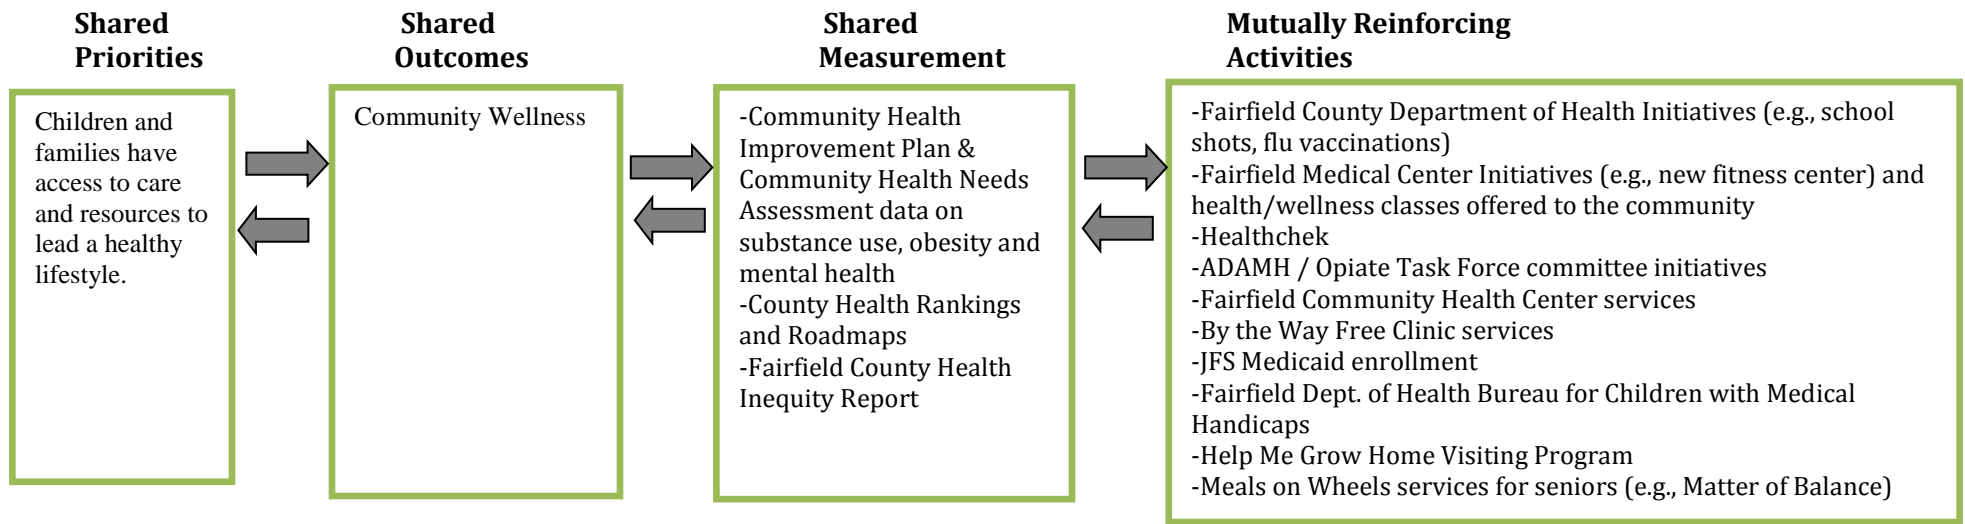 Shared
Priorities
Children and
families have
access to care
and resources to
lead a healthy
lifestyle.
Shared
Outcomes
Community Wellness
Shared
Measurement
-Community Health
Improvement Plan &
Community Health Needs
Assessment data on
substance use, obesity and
mental health
-County Health Rankings
and Roadmaps
-Fairfield County Health
Inequity Report
Mutually Reinforcing
Activities
-Fairfield County Department of Health Initiatives (e.g., school
shots, flu vaccinations)
-Fairfield Medical Center Initiatives (e.g., new fitness center) and
health/wellness classes offered to the community
-Healthchek
-ADAMH / Opiate Task Force committee initiatives
-Fairfield Community Health Center services
-By the Way Free Clinic services
-JFS Medicaid enrollment
-Fairfield Dept. of Health Bureau for Children with Medical
Handicaps
-Help Me Grow Home Visiting Program
-Meals on Wheels services for seniors (e.g., Matter of Balance)